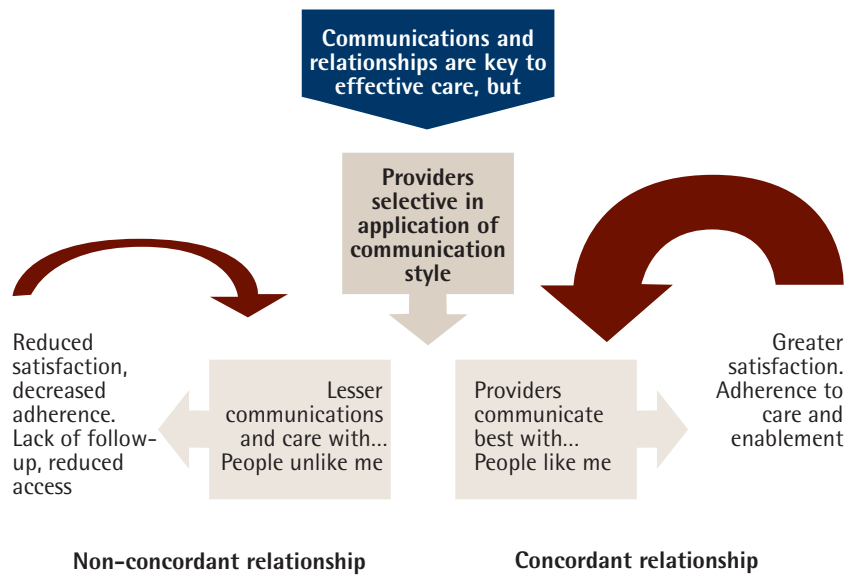 Communications and
relationships are key to
effective care, but
Providers
selective in
application of
communication
style
Reduced
satisfaction,
decreased
adherence.
Lack of follow-
up, reduced
access
Lesser
communications
and care with...
People unlike me
Providers
communicate
best with...
People like me
Greater
satisfaction.
Adherence to
care and
enablement
Non-concordant relationship
Concordant relationship